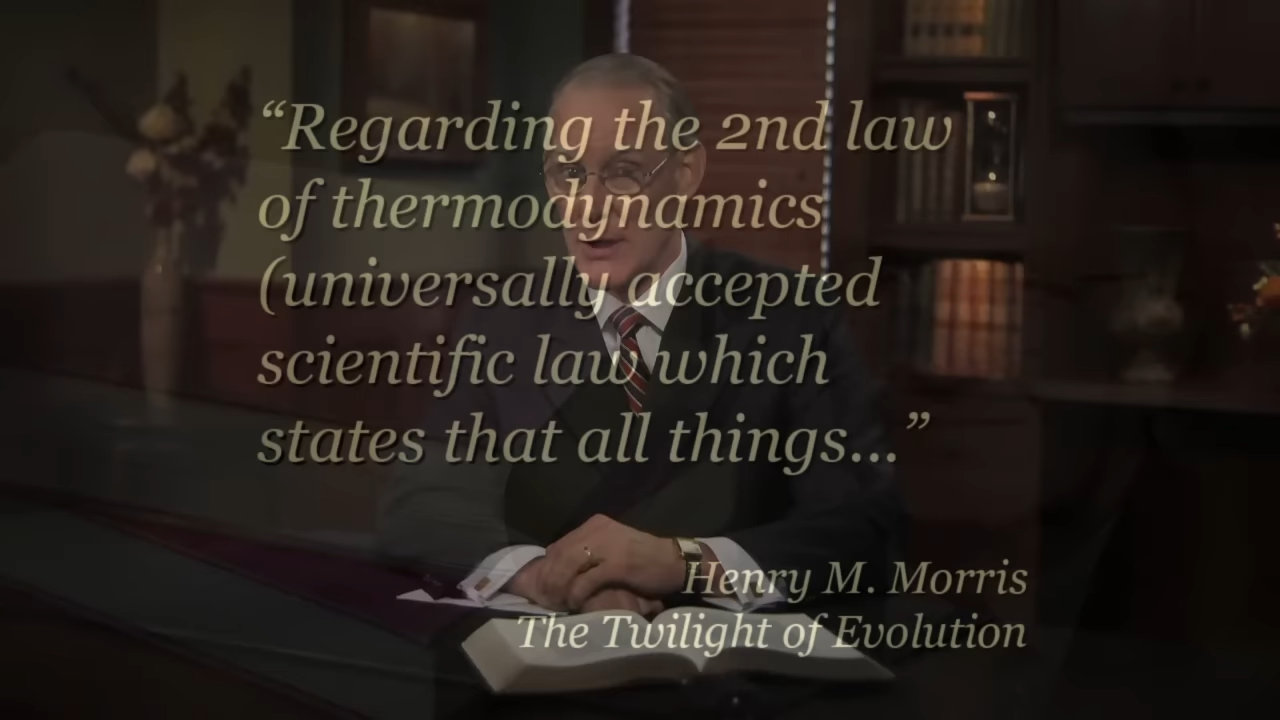 “Regarding the 2nd law
of thermodynamics
(universally accepted
scientific law which
states that all things...”
Henry M. Morris
The Twilight of Evolution